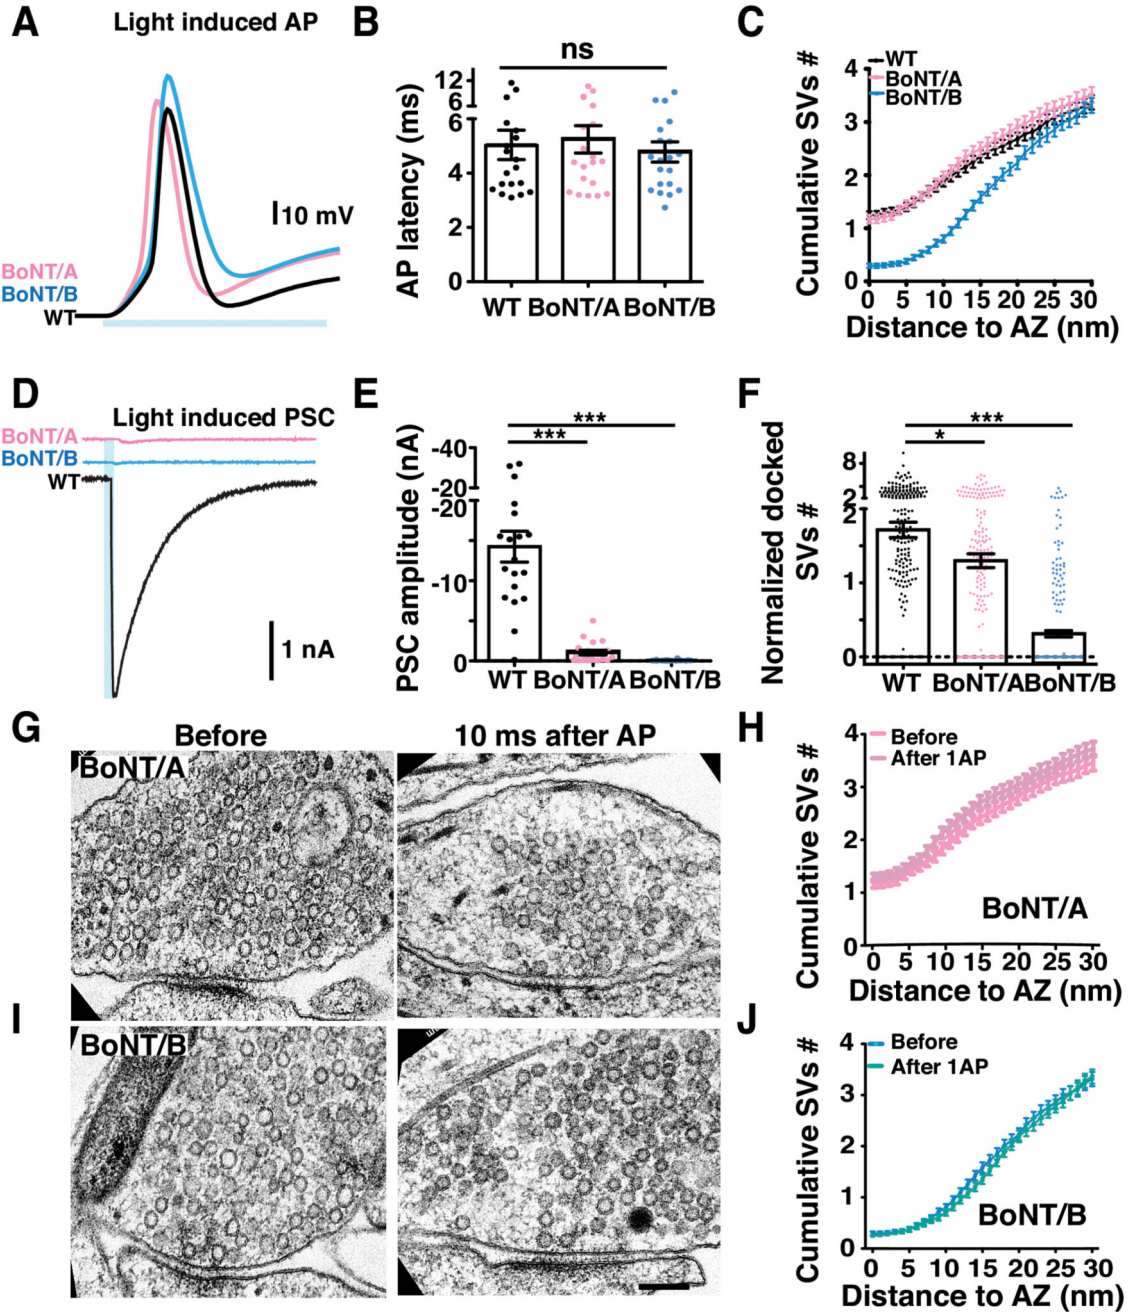 A
Light induced AP
10 mV
BoNT/A
BoNT/B
WT
B
ns
AP latency (ms)
12
6
6
4
2
0
WT BoNT/A BoNT/B
C
WT
BoNT/A
BoNT/B
Cumulative SVs #
4
3
2
1
0
0 5 10 15 20 25 30
Distance to AZ (nm)
D
Light induced PSC
BoNT/A
BoNT/B
WT
1 nA
E
***
***
PSC amplitude (nA)
-40
-20
-20
-10
0
WT BoNT/A BoNT/B
F
***
*
Normalized docked
SVs #
8
2
2
1
0
WT BoNT/A BoNT/B
G
Before
10 ms after AP
BoNT/A
H
Before
After 1AP
Cumulative SVs #
4
3
2
1
0
BoNT/A
0 5 10 15 20 25 30
Distance to AZ (nm)
I
BoNT/B
J
Before
After 1AP
Cumulative SVs #
4
3
2
1
0
BoNT/B
0 5 10 15 20 25 30
Distance to AZ (nm)